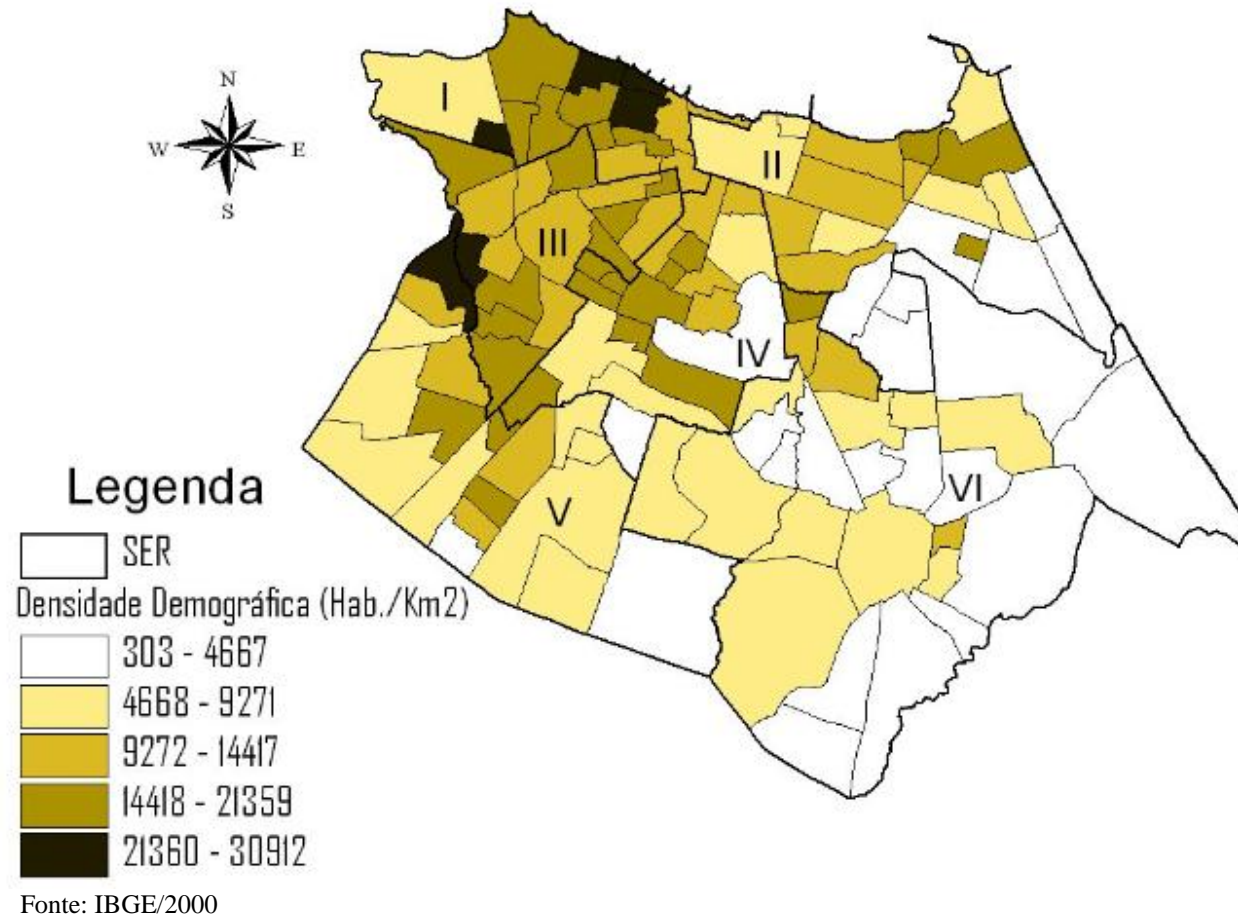 N
W E
S
I
II
III
IV
V
VI
Legenda
SER
Densidade Demográfica (Hab./Km2)
303 - 4667
4668 - 9271
9272 - 14417
14418 - 21359
21360 - 30912
Fonte: IBGE/2000